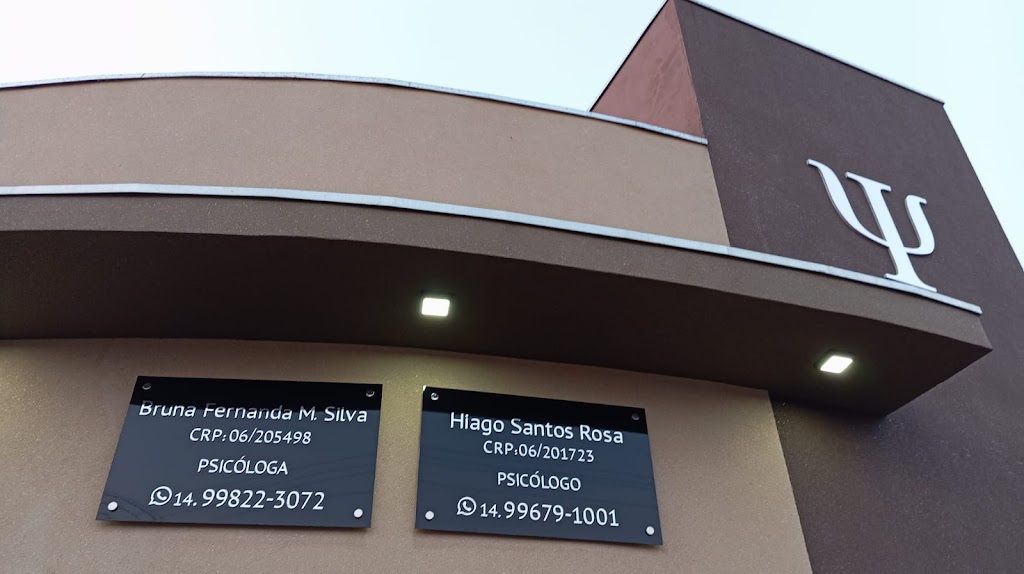 Ψ
Bruna Fernanda M. Silva
CRP: 06/205498
PSICÓLOGA
14. 99822-3072
Hiago Santos Rosa
CRP: 06/201723
PSICÓLOGO
14. 99679-1001